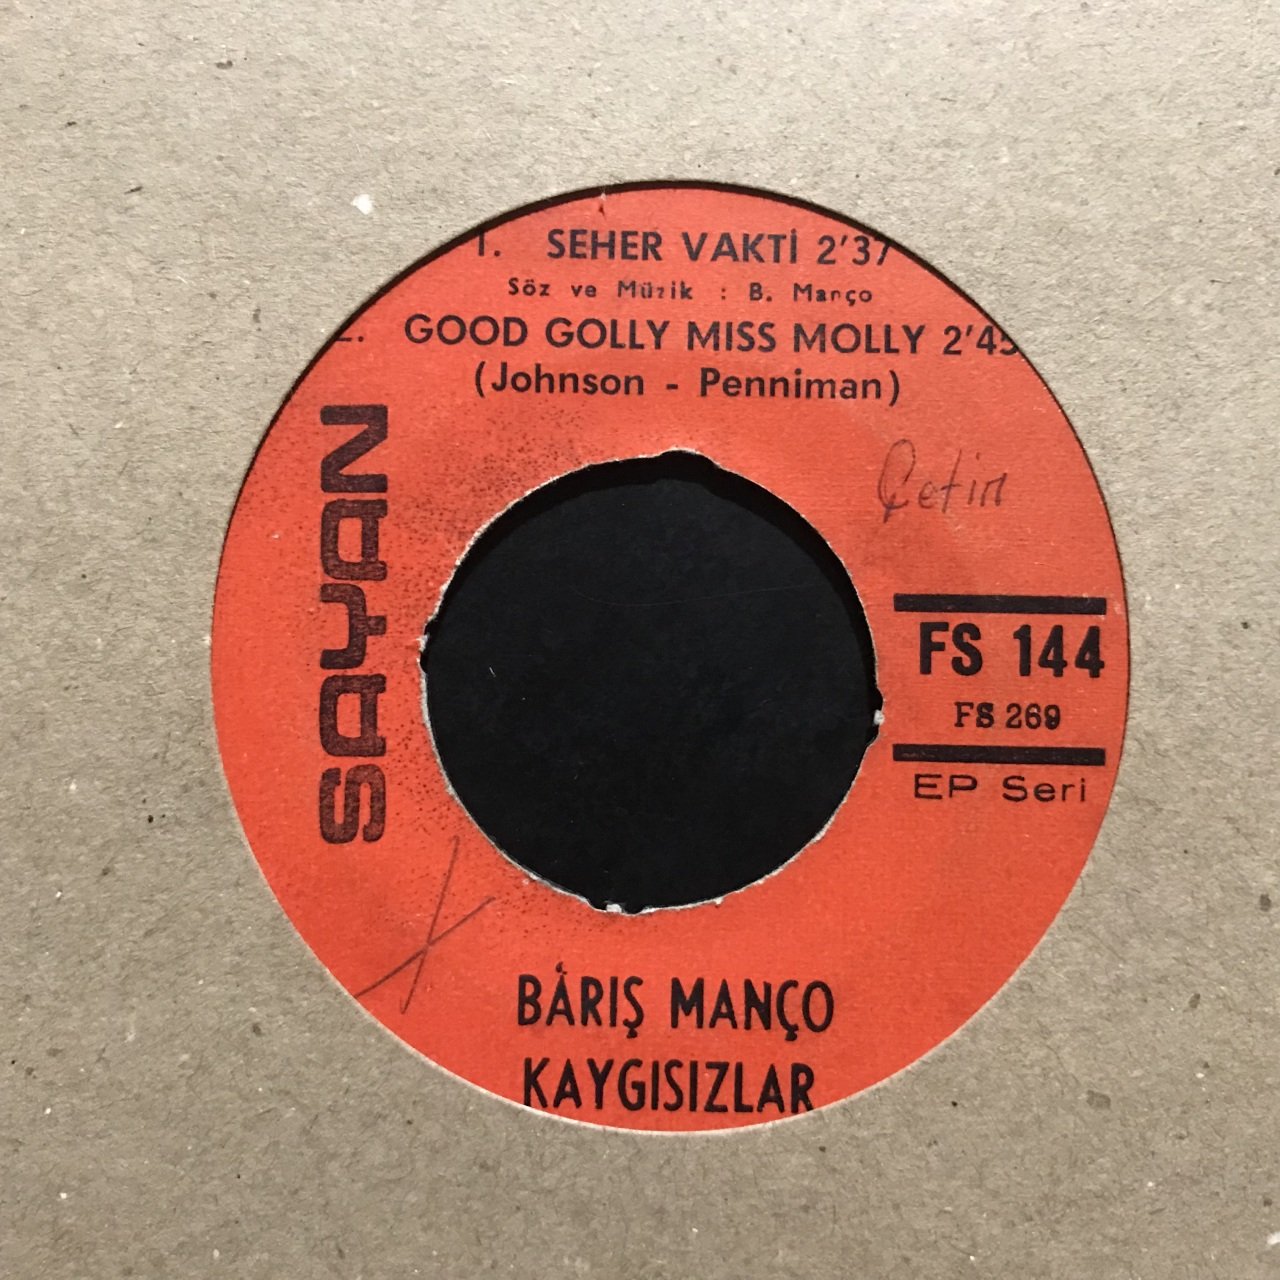 1. SEHER VAKTİ 2'37
Söz ve Müzik : B. Manço
2. GOOD GOLLY MISS MOLLY 2'45
(Johnson - Penniman)
SAYAN
Çetin
FS 144
FS 269
EP Seri
BARIŞ MANÇO
KAYGISIZLAR